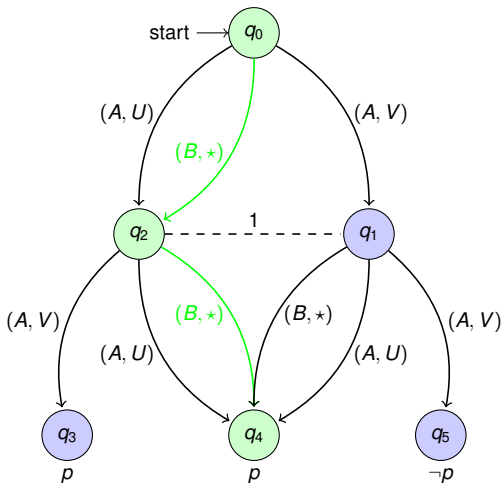 start q0
(A, U) (A, V)
(B, ⋆)
q2 1 q1
(A, V) (A, U) (B, ⋆) (B, ⋆) (A, U) (A, V)
q3 q4 q5
p p ¬p